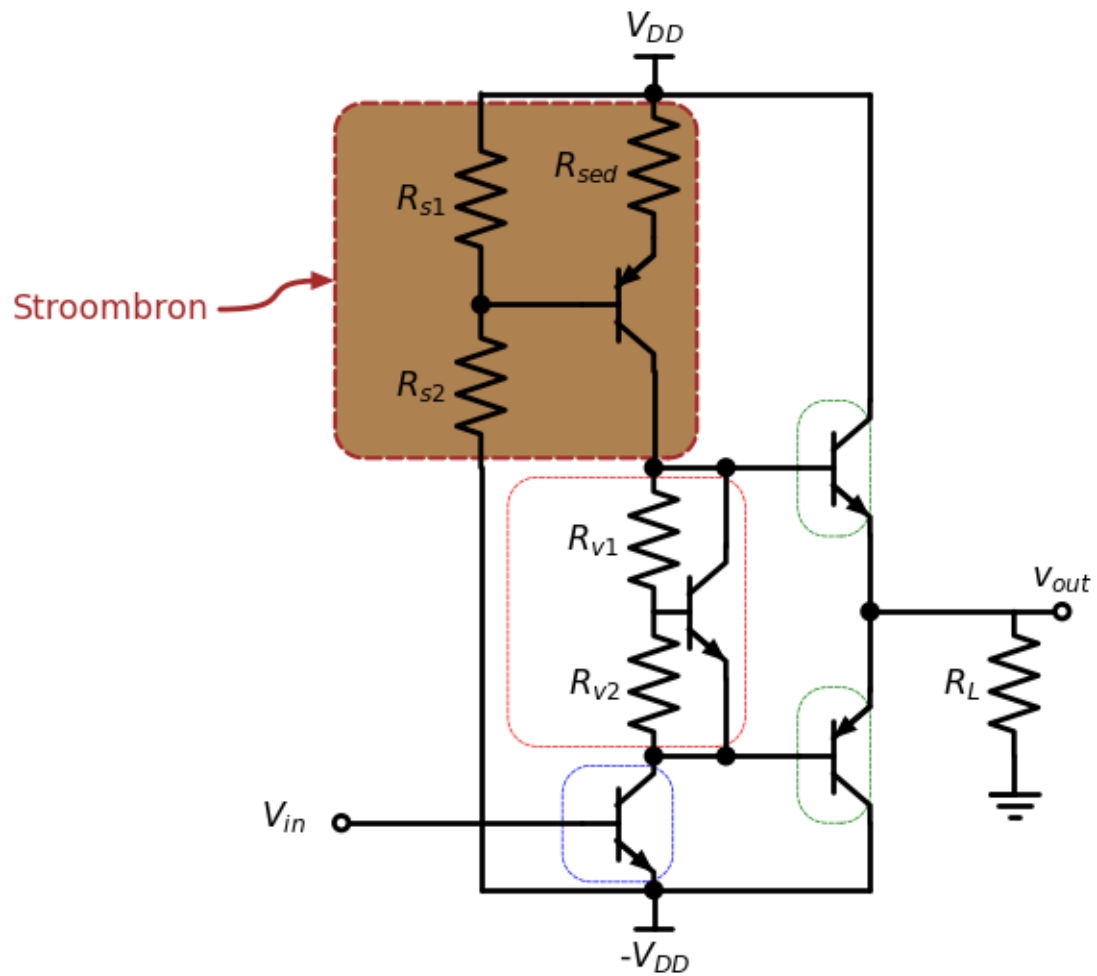 V_DD
R_sed
R_s1
Stroombron
R_s2
R_v1
v_out
R_v2
R_L
V_in
-V_DD